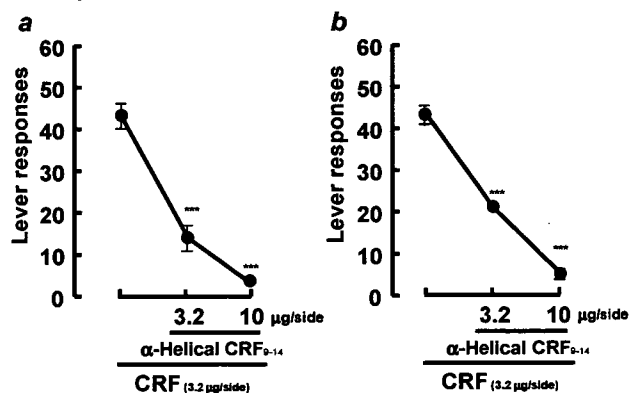 a
Lever responses
60
50
40
30
20
10
0
***
***
3.2 10 µg/side
α-Helical CRF9-14
CRF (3.2 µg/side)
b
Lever responses
60
50
40
30
20
10
0
***
***
3.2 10 µg/side
α-Helical CRF9-14
CRF (3.2 µg/side)